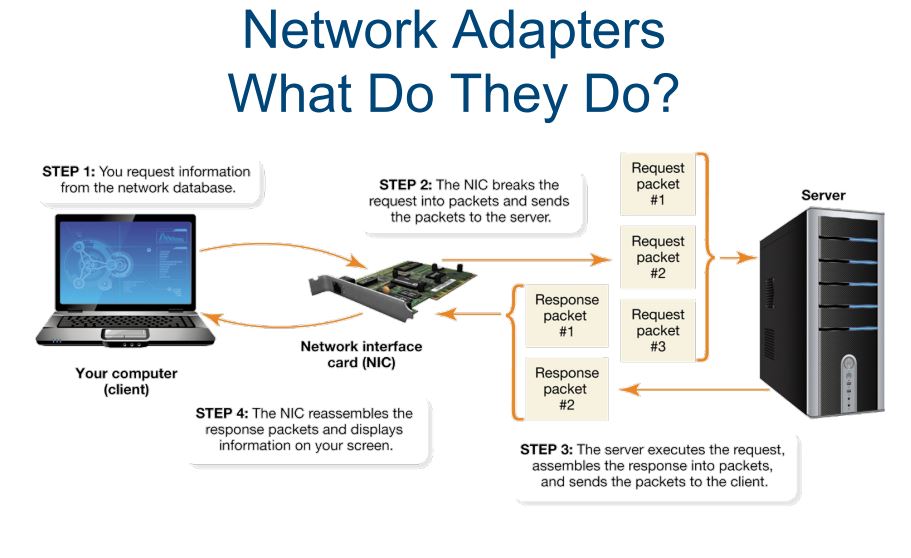 Network Adapters
What Do They Do?
STEP 1: You request information
from the network database.
STEP 2: The NIC breaks the
request into packets and sends
the packets to the server.
Request
packet
#1
Request
packet
#2
Request
packet
#3
Server
Response
packet
#1
Response
packet
#2
Network interface
card (NIC)
Your computer
(client)
STEP 4: The NIC reassembles the
response packets and displays
information on your screen.
STEP 3: The server executes the request,
assembles the response into packets,
and sends the packets to the client.